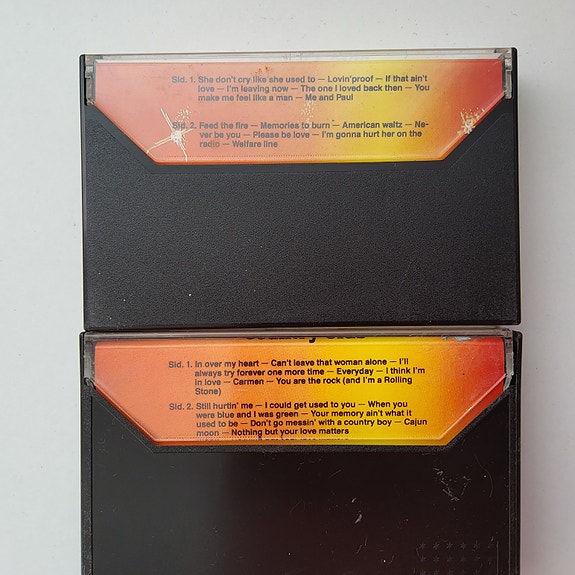 Sid. 1. She don't cry like she used to — Lovin'proof — If that ain't
love — I'm leaving now — The one I loved back then — You
make me feel like a man — Me and Paul
Sid. 2. Feed the fire — Memories to burn — American waltz — Ne-
ver be you — Please be love — I'm gonna hurt her on the
radio — Welfare line
Sid. 1. In over my heart — Can't leave that woman alone — I'll
always try forever one more time — Everyday — I think I'm
in love — Carmen — You are the rock (and I'm a Rolling
Stone)
Sid. 2. Still hurtin' me — I could get used to you — When you
were blue and I was green — Your memory ain't what it
used to be — Don't go messin' with a country boy — Cajun
moon — Nothing but your love matters